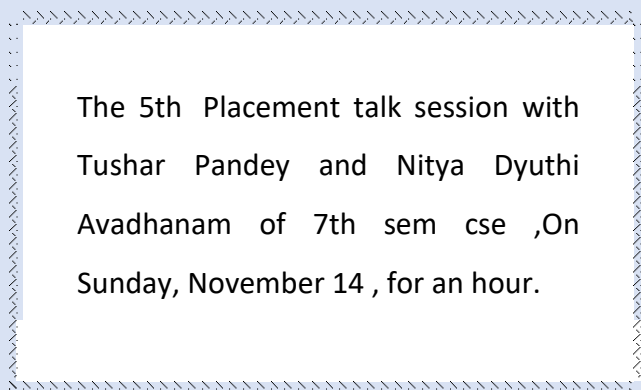 The 5th Placement talk session with
Tushar Pandey and Nitya Dyuthi
Avadhanam of 7th sem cse ,On
Sunday, November 14 , for an hour.